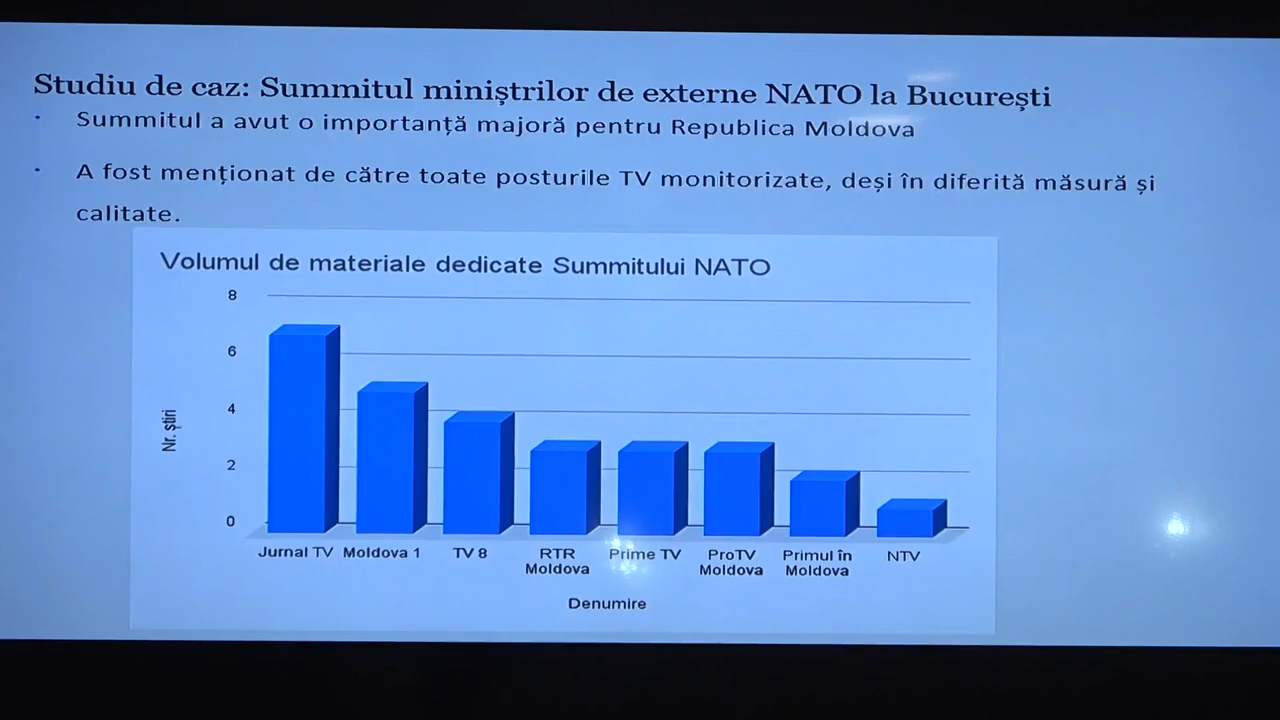 Studiu de caz: Summitul miniștrilor de externe NATO la București
• Summitul a avut o importanță majoră pentru Republica Moldova
• A fost menționat de către toate posturile TV monitorizate, deși în diferită măsură și
calitate.
Volumul de materiale dedicate Summitului NATO
8
6
4
2
0
Nr. știri
Jurnal TV Moldova 1 TV 8 RTR Moldova Prime TV ProTV Moldova Primul în Moldova NTV
Denumire